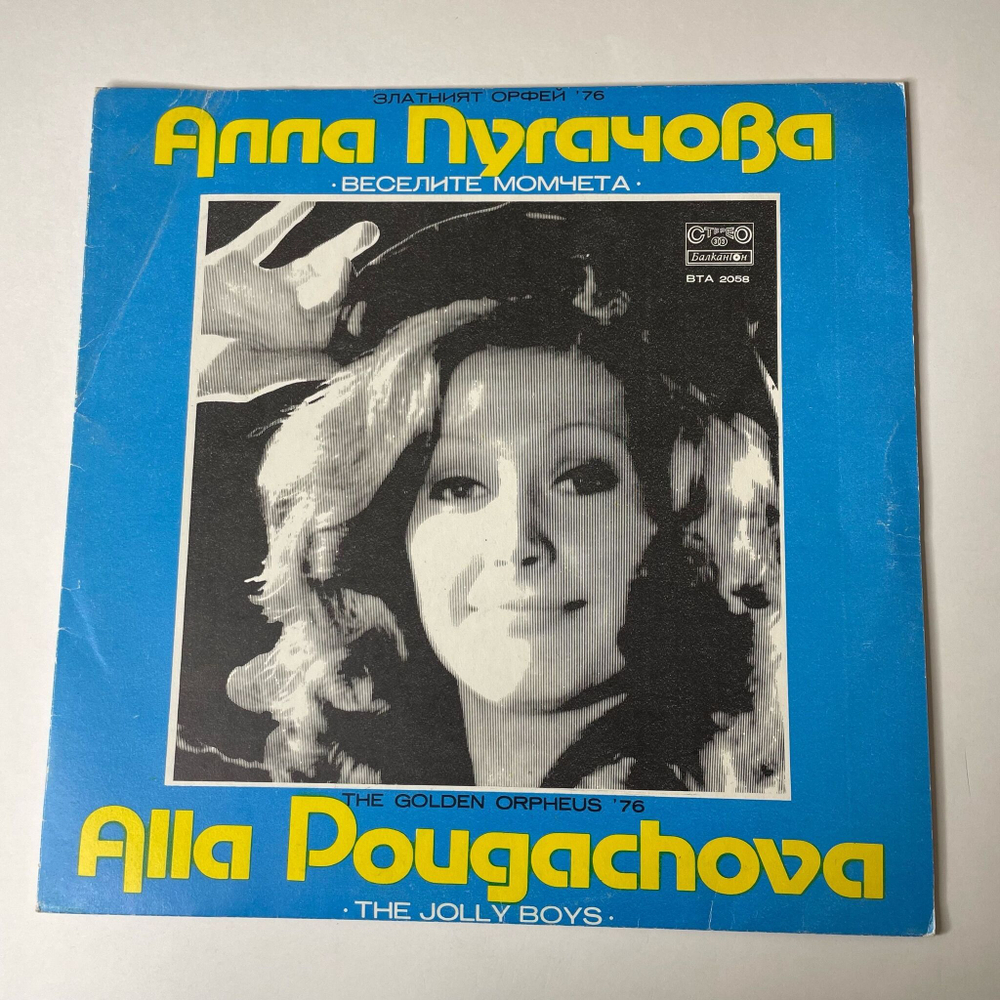 ЗЛАТНИЯТ ОРФЕЙ '76
Алла Пугачова
· ВЕСЕЛИТЕ МОМЧЕТА ·
СТЕРЕО
33
Балкантон
ВТА 2058
THE GOLDEN ORPHEUS '76
Alla Pougachova
· THE JOLLY BOYS ·